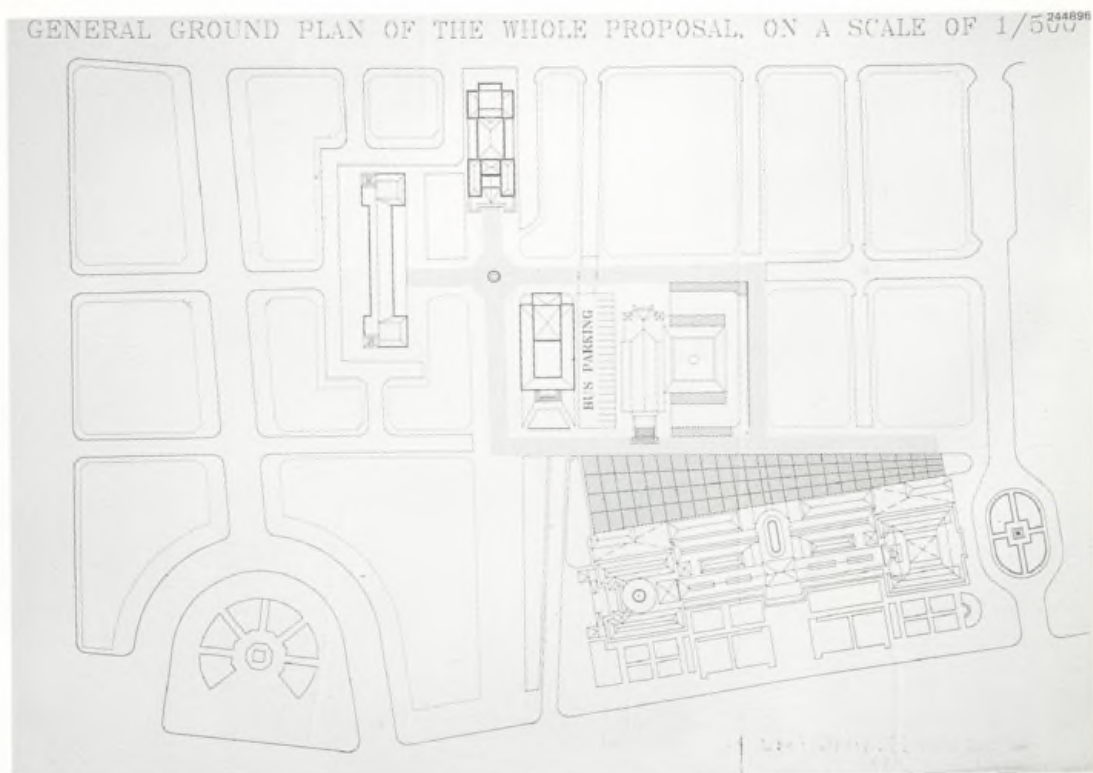 244896
GENERAL GROUND PLAN OF THE WHOLE PROPOSAL. ON A SCALE OF 1/500
BUS PARKING